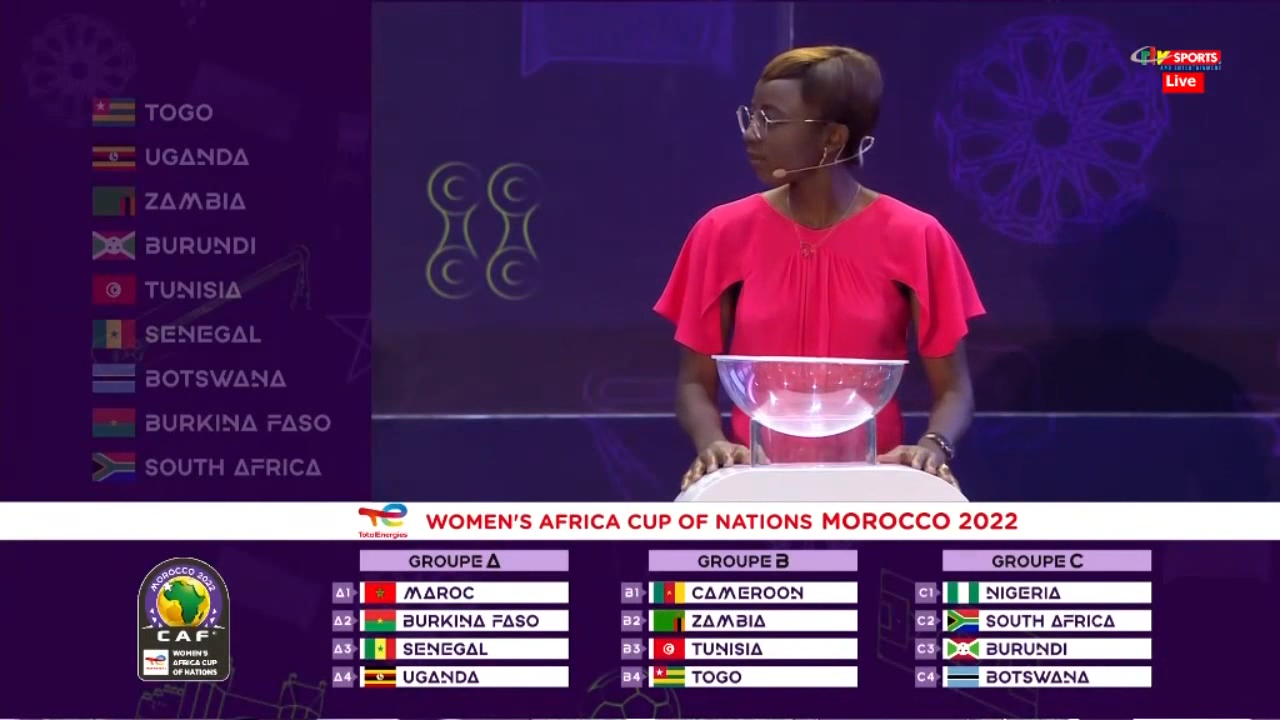 TOGO
UGANDA
ZAMBIA
BURUNDI
TUNISIA
SENEGAL
BOTSWANA
BURKINA FASO
SOUTH AFRICA
SPORTS
AND ENTERTAINMENT
Live
TotalEnergies
WOMEN'S AFRICA CUP OF NATIONS MOROCCO 2022
MOROCCO 2022
CAF
WOMEN'S
AFRICA CUP
OF NATIONS
GROUPE A
A1 MAROC
A2 BURKINA FASO
A3 SENEGAL
A4 UGANDA
GROUPE B
B1 CAMEROON
B2 ZAMBIA
B3 TUNISIA
B4 TOGO
GROUPE C
C1 NIGERIA
C2 SOUTH AFRICA
C3 BURUNDI
C4 BOTSWANA